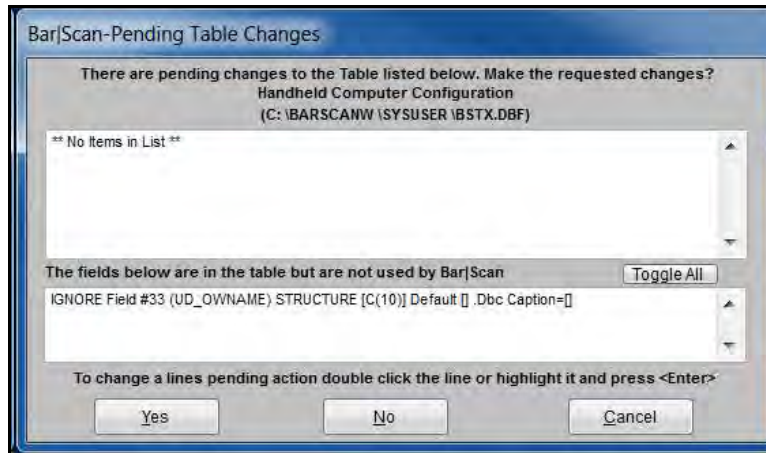 Bar|Scan-Pending Table Changes
There are pending changes to the Table listed below. Make the requested changes?
Handheld Computer Configuration
(C: \BARSCANW \SYSUSER \BSTX.DBF)
** No Items in List **
The fields below are in the table but are not used by Bar|Scan
Toggle All
IGNORE Field #33 (UD_OWNAME) STRUCTURE [C(10)] Default [] .Dbc Caption=[]
To change a lines pending action double click the line or highlight it and press <Enter>
Yes
No
Cancel